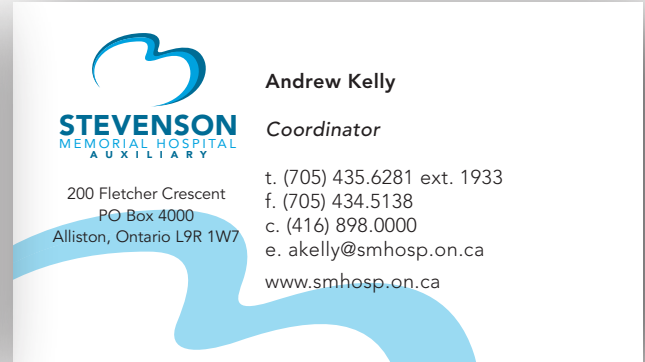 STEVENSON
MEMORIAL HOSPITAL
AUXILIARY
200 Fletcher Crescent
PO Box 4000
Alliston, Ontario L9R 1W7
Andrew Kelly
Coordinator
t. (705) 435.6281 ext. 1933
f. (705) 434.5138
c. (416) 898.0000
e. akelly@smhosp.on.ca
www.smhosp.on.ca